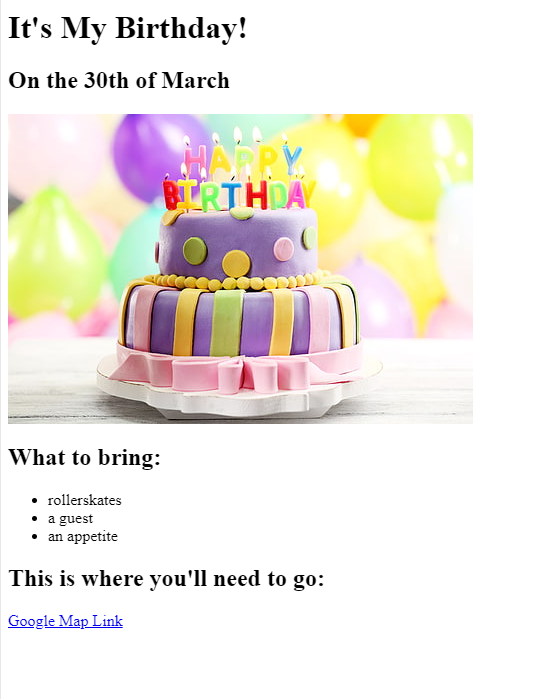 It's My Birthday!
On the 30th of March
HAPPY
BIRTHDAY
What to bring:
rollerskates
a guest
an appetite
This is where you'll need to go:
Google Map Link